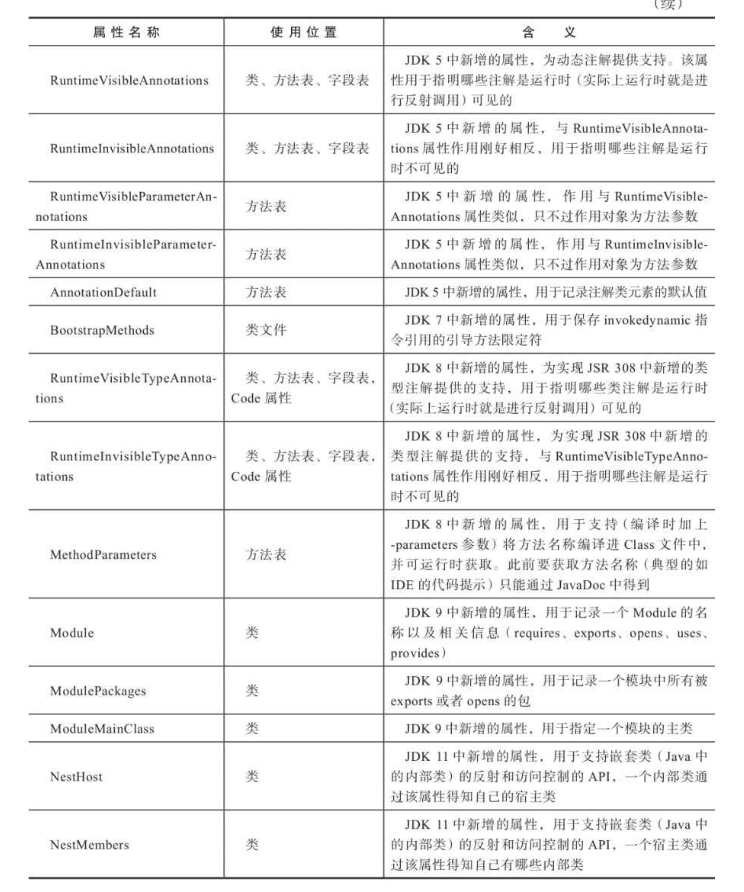 （续）
属性名称 使用位置 含 义
RuntimeVisibleAnnotations 类、方法表、字段表 JDK 5 中新增的属性，为动态注解提供支持。该属
性用于指明哪些注解是运行时（实际上运行时就是进
行反射调用）可见的
RuntimeInvisibleAnnotations 类、方法表、字段表 JDK 5 中新增的属性，与 RuntimeVisibleAnnota-
tions 属性作用刚好相反，用于指明哪些注解是运行
时不可见的
RuntimeVisibleParameterAn-
notations 方法表 JDK 5 中新增的属性，作用与 RuntimeVisible-
Annotations 属性类似，只不过作用对象为方法参数
RuntimeInvisibleParameter-
Annotations 方法表 JDK 5 中新增的属性，作用与 RuntimeInvisible-
Annotations 属性类似，只不过作用对象为方法参数
AnnotationDefault 方法表 JDK 5 中新增的属性，用于记录注解类元素的默认值
BootstrapMethods 类文件 JDK 7 中新增的属性，用于保存 invokedynamic 指
令引用的引导方法限定符
RuntimeVisibleTypeAnnota-
tions 类、方法表、字段表，
Code 属性 JDK 8 中新增的属性，为实现 JSR 308 中新增的类
型注解提供的支持，用于指明哪些类注解是运行时
（实际上运行时就是进行反射调用）可见的
RuntimeInvisibleTypeAnno-
tations 类、方法表、字段表，
Code 属性 JDK 8 中新增的属性，为实现 JSR 308 中新增的
类型注解提供的支持，与 RuntimeVisibleTypeAnno-
tations 属性作用刚好相反，用于指明哪些注解是运行
时不可见的
MethodParameters 方法表 JDK 8 中新增的属性，用于支持（编译时加上
-parameters 参数）将方法名称编译进 Class 文件中，
并可运行时获取。此前要获取方法名称（典型的如
IDE 的代码提示）只能通过 JavaDoc 中得到
Module 类 JDK 9 中新增的属性，用于记录一个 Module 的名
称以及相关信息（requires、exports、opens、uses、
provides）
ModulePackages 类 JDK 9 中新增的属性，用于记录一个模块中所有被
exports 或者 opens 的包
ModuleMainClass 类 JDK 9 中新增的属性，用于指定一个模块的主类
NestHost 类 JDK 11 中新增的属性，用于支持嵌套类（Java 中
的内部类）的反射和访问控制的 API，一个内部类通
过该属性得知自己的宿主类
NestMembers 类 JDK 11 中新增的属性，用于支持嵌套类（Java 中
的内部类）的反射和访问控制的 API，一个宿主类通
过该属性得知自己有哪些内部类